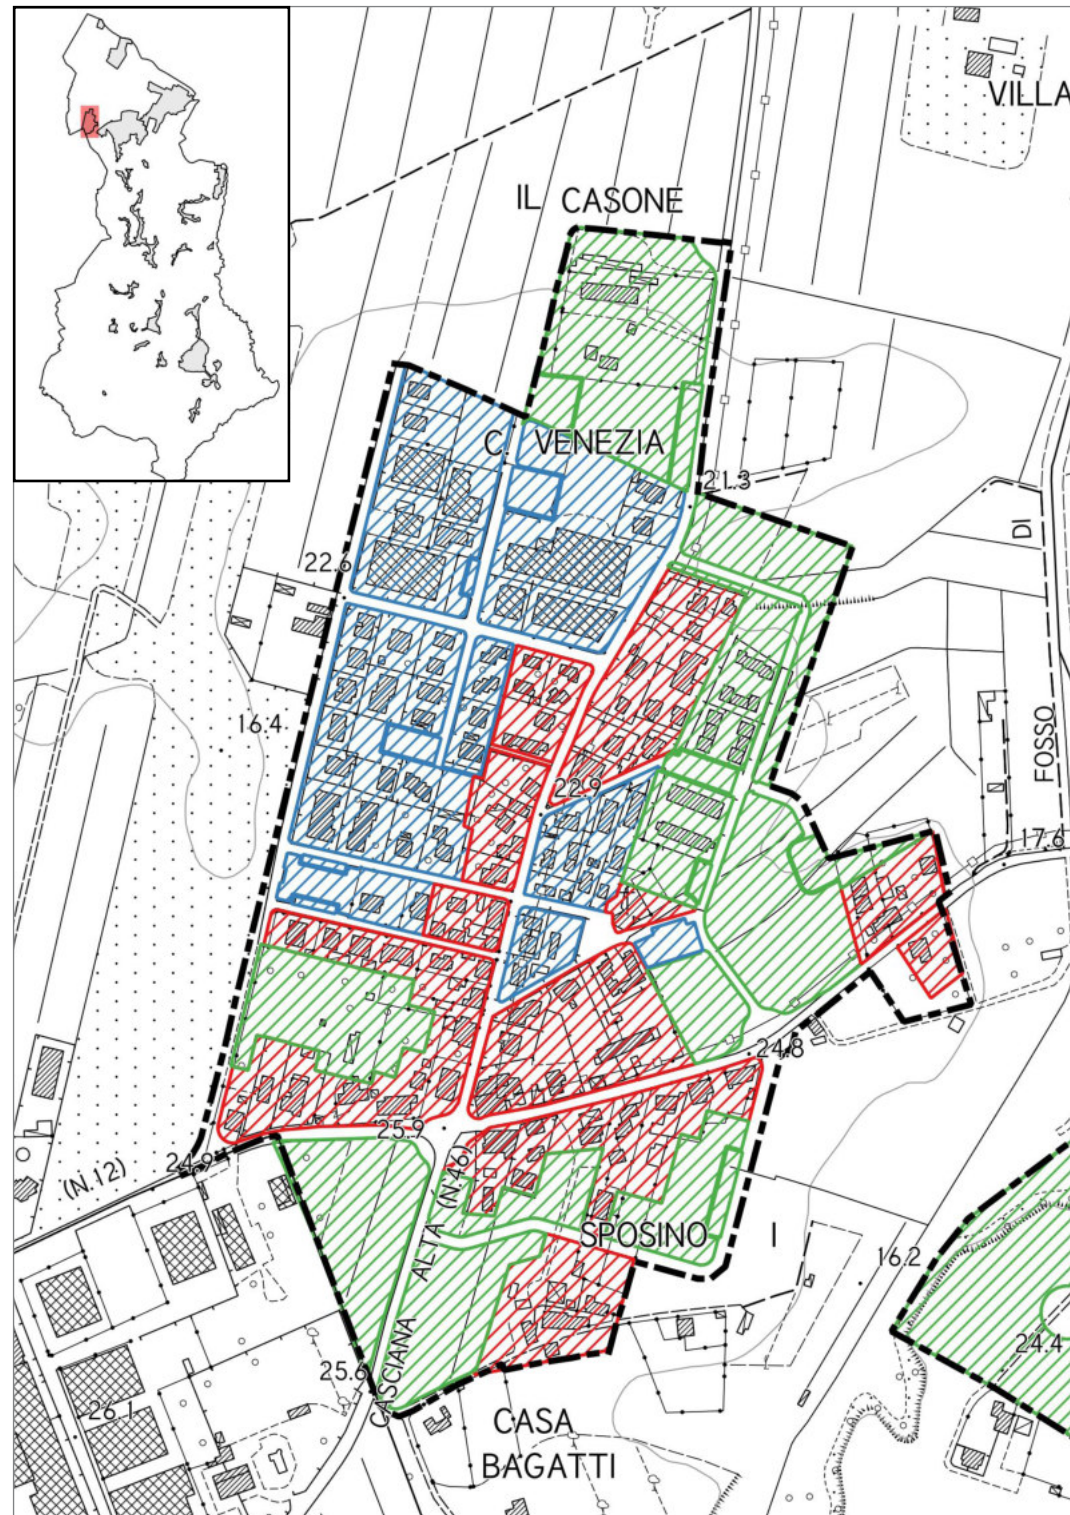 VILLA
IL CASONE
C. VENEZIA
21.3
DI
22.6
16.4
FOSSO
22.9
17.6
24.8
25.9
24.9
(N.12)
(N.46)
ALTA
CASCIANA
SPOSINO
I
16.2
24.4
25.6
26.1
CASA
BAGATTI